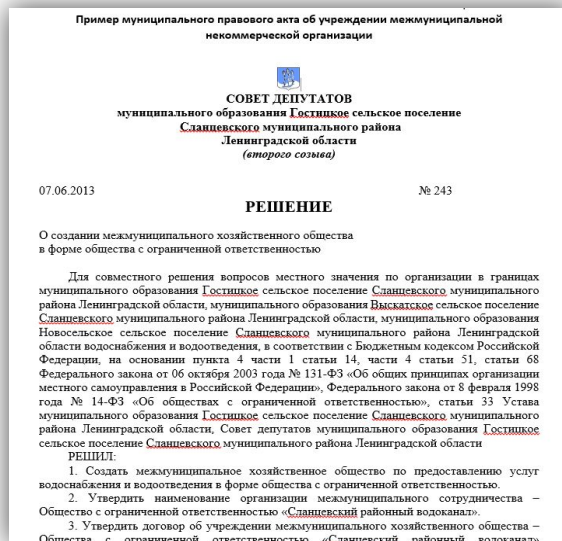 Пример муниципального правового акта об учреждении межмуниципальной
некоммерческой организации
СОВЕТ ДЕПУТАТОВ
муниципального образования Гостицкое сельское поселение
Сланцевского муниципального района
Ленинградской области
(второго созыва)
07.06.2013 № 243
РЕШЕНИЕ
О создании межмуниципального хозяйственного общества
в форме общества с ограниченной ответственностью
Для совместного решения вопросов местного значения по организации в границах
муниципального образования Гостицкое сельское поселение Сланцевского муниципального
района Ленинградской области, муниципального образования Выскатское сельское поселение
Сланцевского муниципального района Ленинградской области, муниципального образования
Новосельское сельское поселение Сланцевского муниципального района Ленинградской
области водоснабжения и водоотведения, в соответствии с Бюджетным кодексом Российской
Федерации, на основании пункта 4 части 1 статьи 14, части 4 статьи 51, статьи 68
Федерального закона от 06 октября 2003 года № 131-ФЗ «Об общих принципах организации
местного самоуправления в Российской Федерации», Федерального закона от 8 февраля 1998
года № 14-ФЗ «Об обществах с ограниченной ответственностью», статьи 33 Устава
муниципального образования Гостицкое сельское поселение Сланцевского муниципального
района Ленинградской области, Совет депутатов муниципального образования Гостицкое
сельское поселение Сланцевского муниципального района Ленинградской области
РЕШИЛ:
1. Создать межмуниципальное хозяйственное общество по предоставлению услуг
водоснабжения и водоотведения в форме общества с ограниченной ответственностью.
2. Утвердить наименование организации межмуниципального сотрудничества –
Общество с ограниченной ответственностью «Сланцевский районный водоканал».
3. Утвердить договор об учреждении межмуниципального хозяйственного общества –
Общества с ограниченной ответственностью «Сланцевский районный водоканал»